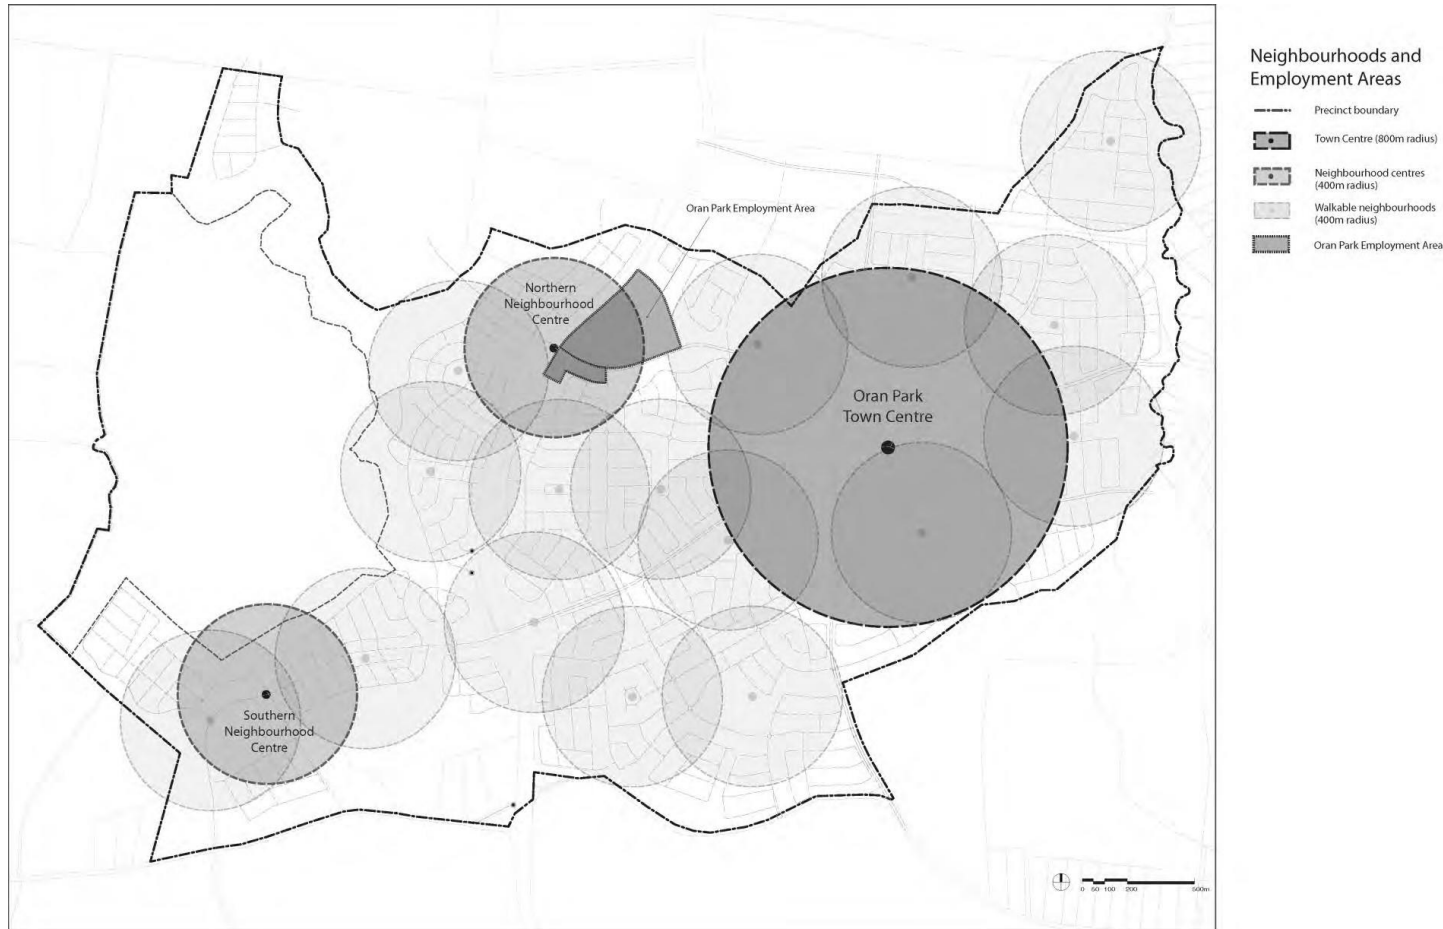 Neighbourhoods and
Employment Areas
Precinct boundary
Town Centre (800m radius)
Neighbourhood centres
(400m radius)
Walkable neighbourhoods
(400m radius)
Oran Park Employment Area
Oran Park Employment Area
Northern
Neighbourhood
Centre
Oran Park
Town Centre
Southern
Neighbourhood
Centre
0 50 100 200 500m